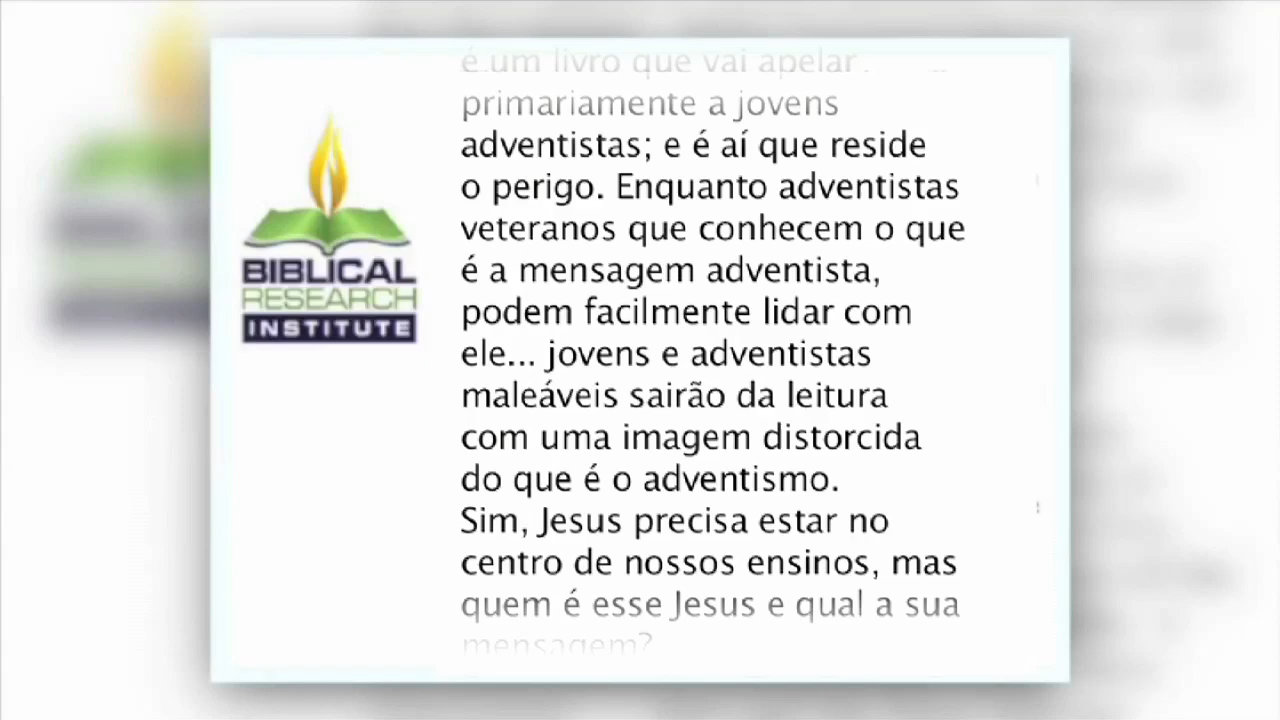 BIBLICAL
RESEARCH
INSTITUTE
é um livro que vai apelar
primariamente a jovens
adventistas; e é aí que reside
o perigo. Enquanto adventistas
veteranos que conhecem o que
é a mensagem adventista,
podem facilmente lidar com
ele... jovens e adventistas
maleáveis sairão da leitura
com uma imagem distorcida
do que é o adventismo.
Sim, Jesus precisa estar no
centro de nossos ensinos, mas
quem é esse Jesus e qual a sua
mensagem?